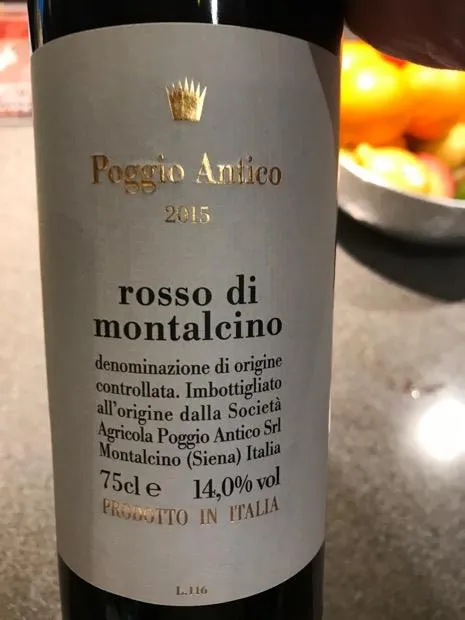 Poggio Antico
2015
rosso di
montalcino
denominazione di origine
controllata. Imbottigliato
all'origine dalla Società
Agricola Poggio Antico Srl
Montalcino (Siena) Italia
75cl e 14,0% vol
PRODOTTO IN ITALIA
L.116